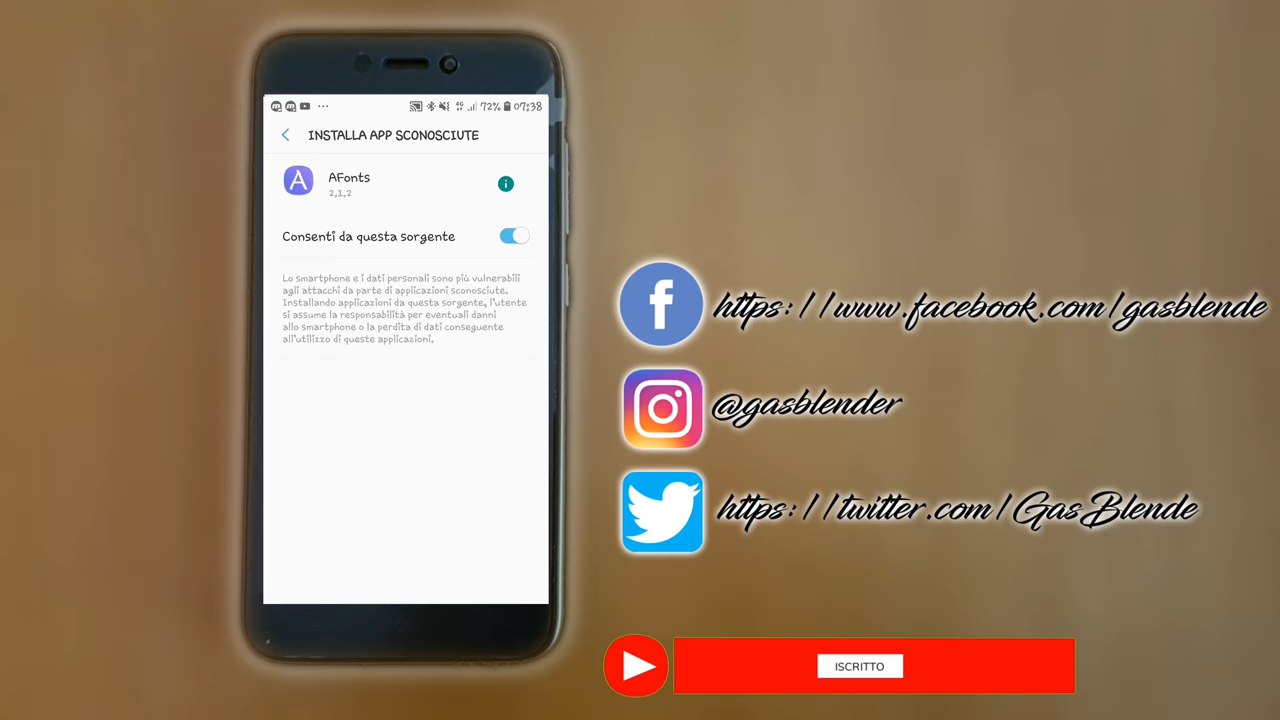 72% 07:38
INSTALLA APP SCONOSCIUTE
AFonts
2,1,2
Consenti da questa sorgente
Lo smartphone e i dati personali sono più vulnerabili
agli attacchi da parte di applicazioni sconosciute.
Installando applicazioni da questa sorgente, l'utente
si assume la responsabilità per eventuali danni
allo smartphone o la perdita di dati conseguente
all'utilizzo di queste applicazioni.
https://www.facebook.com/gasblende
@gasblender
https://twitter.com/GasBlende
ISCRITTO